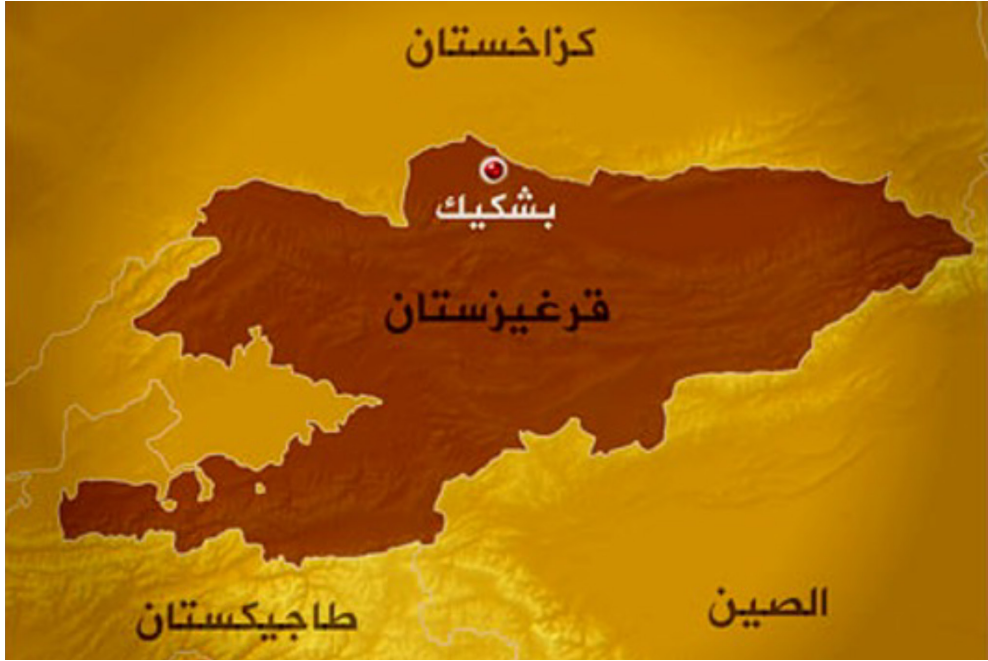 كزاخستان
بشكيك
قرغيزستان
الصين
طاجيكستان